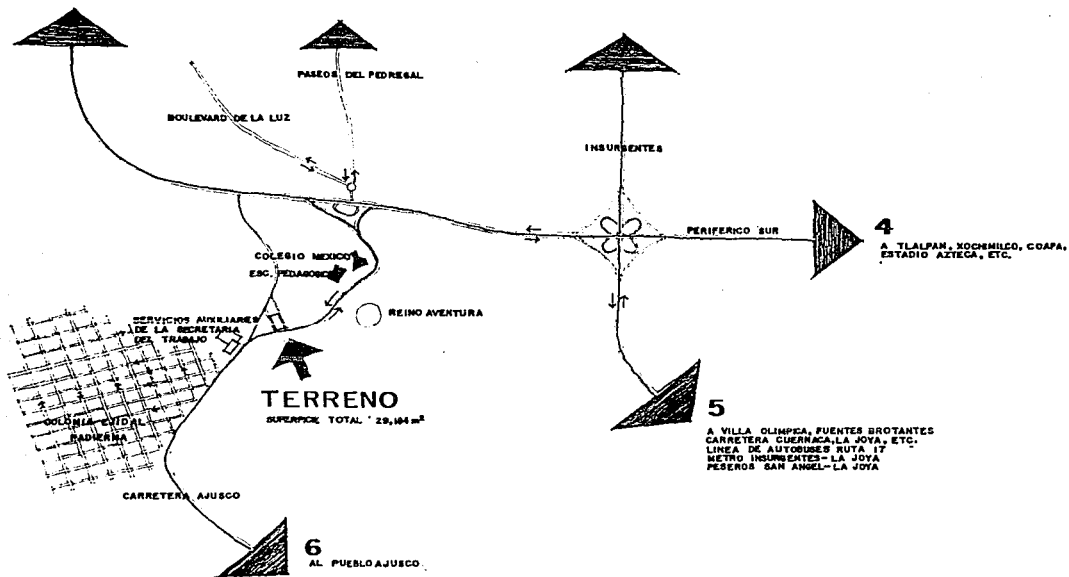 PASEOS DEL PEDREGAL
BOULEVARD DE LA LUZ
INSURGENTES
PERIFERICO SUR
4
A TLALPAN, XOCHIMILCO, COAPA,
ESTADIO AZTECA, ETC.
COLEGIO MEXICO
ESC. PEDAGOGICO
REINO AVENTURA
SERVICIOS AUXILIARES
DE LA SECRETARIA
DEL TRABAJO
TERRENO
SUPERFICIE TOTAL
COLONIA EJIDAL
PADIERNA
5
A VILLA OLIMPICA, FUENTES BROTANTES
CARRETERA CUERNACA, LA JOYA, ETC.
LINEA DE AUTOBUSES RUTA 17
METRO INSURGENTES-LA JOYA
PESEROS SAN ANGEL-LA JOYA
CARRETERA AJUSCO
6
AL PUEBLO AJUSCO